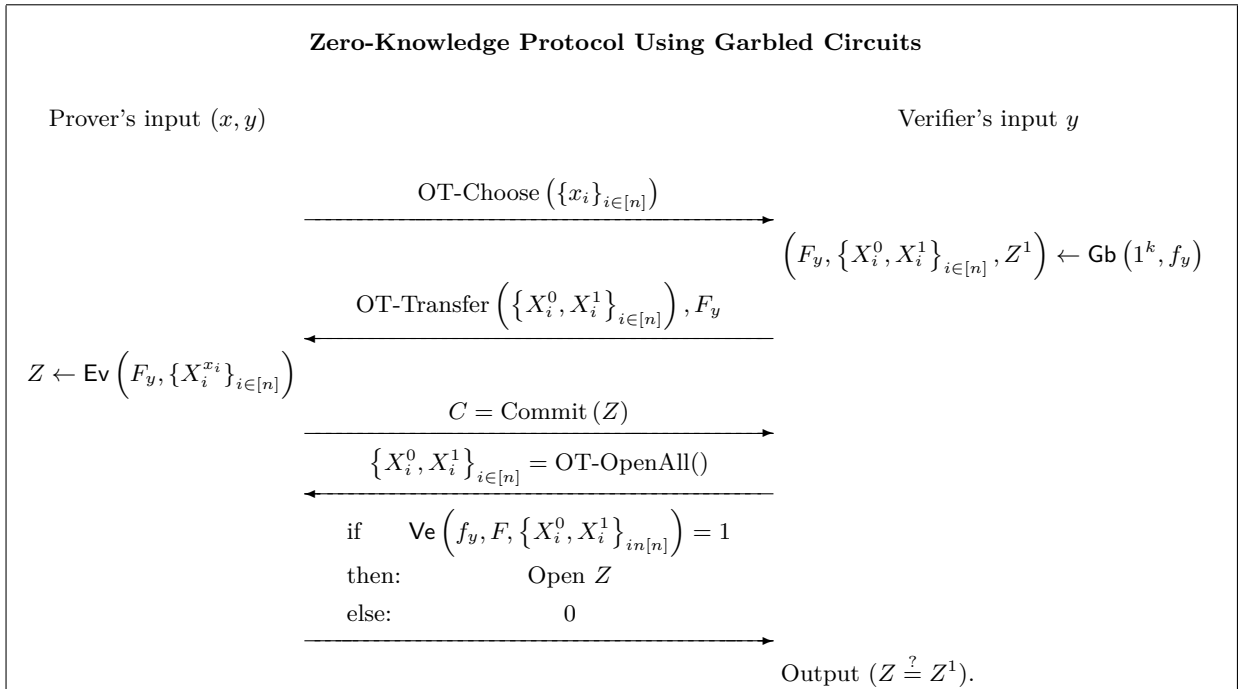 Zero-Knowledge Protocol Using Garbled Circuits
Prover's input (x, y)
Verifier's input y
OT-Choose ({x_i}_{i∈[n]})
(F_y, {X_i^0, X_i^1}_{i∈[n]}, Z^1) ← Gb (1^k, f_y)
OT-Transfer ({X_i^0, X_i^1}_{i∈[n]}), F_y
Z ← Ev (F_y, {X_i^{x_i}}_{i∈[n]})
C = Commit (Z)
{X_i^0, X_i^1}_{i∈[n]} = OT-OpenAll()
if Ve (f_y, F, {X_i^0, X_i^1}_{in[n]}) = 1
then: Open Z
else: 0
Output (Z ≟ Z^1).